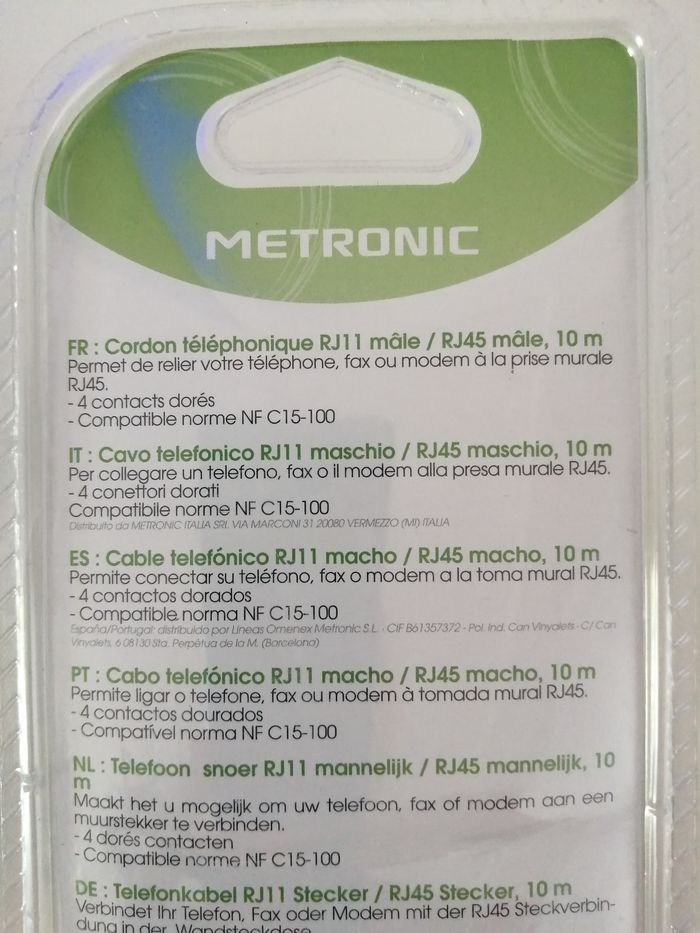 METRONIC
FR : Cordon téléphonique RJ11 mâle / RJ45 mâle, 10 m
Permet de relier votre téléphone, fax ou modem à la prise murale
RJ45.
- 4 contacts dorés
- Compatible norme NF C15-100
IT : Cavo telefonico RJ11 maschio / RJ45 maschio, 10 m
Per collegare un telefono, fax o il modem alla presa murale RJ45.
- 4 conettori dorati
Compatibile norme NF C15-100
Distribuito da METRONIC ITALIA SRL VIA MARCONI 31 20080 VERMEZZO (MI) ITALIA
ES : Cable telefónico RJ11 macho / RJ45 macho, 10 m
Permite conectar su teléfono, fax o modem a la toma mural RJ45.
- 4 contactos dorados
- Compatible norma NF C15-100
España/Portugal: distribuido por Lineas Omenex Metronic S.L. - CIF B61357372 - Pol. Ind. Can Vinyalets - C/ Can
Vinyalets, 6 08130 Sta. Perpètua de la M. (Barcelona)
PT : Cabo telefónico RJ11 macho / RJ45 macho, 10 m
Permite ligar o telefone, fax ou modem à tomada mural RJ45.
- 4 contactos dourados
- Compatível norma NF C15-100
NL : Telefoon snoer RJ11 mannelijk / RJ45 mannelijk, 10
m
Maakt het u mogelijk om uw telefoon, fax of modem aan een
muurstekker te verbinden.
- 4 dorés contacten
- Compatible norme NF C15-100
DE : Telefonkabel RJ11 Stecker / RJ45 Stecker, 10 m
Verbindet Ihr Telefon, Fax oder Modem mit der RJ45 Steckverbin-
dung in der Wandsteckdose.